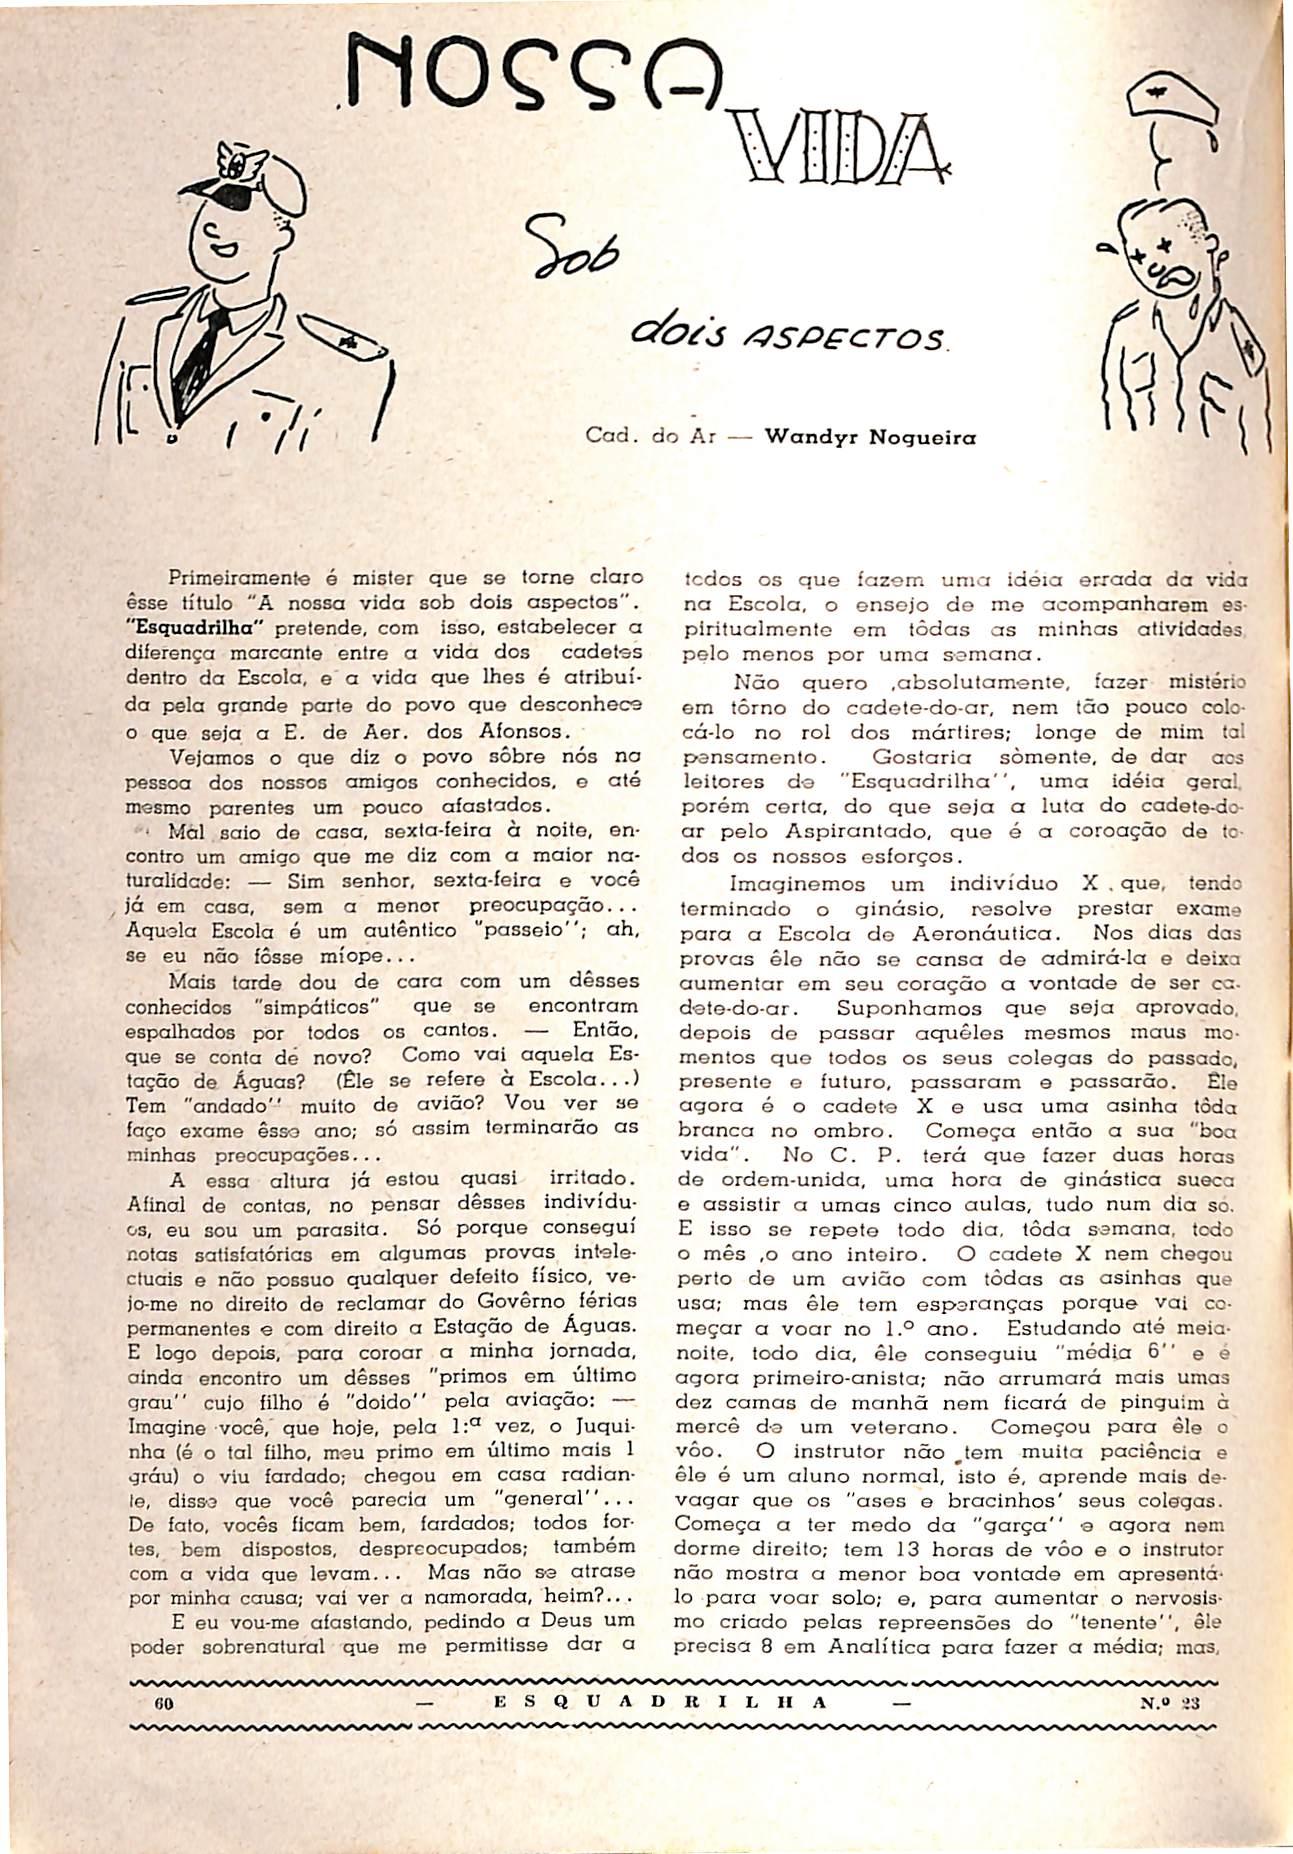 NOSSA
VIDA
Sob
dois ASPECTOS.
Cad. do Ar — Wandyr Nogueira
Primeiramente é mister que se torne claro
êsse título "A nossa vida sob dois aspectos".
"Esquadrilha" pretende, com isso, estabelecer a
diferença marcante entre a vida dos cadetes
dentro da Escola, e a vida que lhes é atribuí-
da pela grande parte do povo que desconhece
o que seja a E. de Aer. dos Afonsos.
Vejamos o que diz o povo sôbre nós na
pessoa dos nossos amigos conhecidos, e até
mesmo parentes um pouco afastados.
Mal saio de casa, sexta-feira à noite, en-
contro um amigo que me diz com a maior na-
turalidade: — Sim senhor, sexta-feira e você
já em casa, sem a menor preocupação...
Aquela Escola é um autêntico "passeio"; ah,
se eu não fôsse míope...
Mais tarde dou de cara com um dêsses
conhecidos "simpáticos" que se encontram
espalhados por todos os cantos. — Então,
que se conta de novo? Como vai aquela Es-
tação de Águas? (Êle se refere à Escola...)
Tem "andado" muito de avião? Vou ver se
faço exame êsse ano; só assim terminarão as
minhas preocupações...
A essa altura já estou quasi irritado.
Afinal de contas, no pensar dêsses indivídu-
os, eu sou um parasita. Só porque conseguí
notas satisfatórias em algumas provas intele-
ctuais e não possuo qualquer defeito físico, ve-
jo-me no direito de reclamar do Govêrno férias
permanentes e com direito a Estação de Águas.
E logo depois, para coroar a minha jornada,
ainda encontro um dêsses "primos em último
grau" cujo filho é "doido" pela aviação: —
Imagine você, que hoje, pela 1.ª vez, o Juqui-
nha (é o tal filho, meu primo em último mais 1
gráu) o viu fardado; chegou em casa radian-
te, disse que você parecia um "general"...
De fato, vocês ficam bem, fardados; todos for-
tes, bem dispostos, despreocupados; também
com a vida que levam... Mas não se atrase
por minha causa; vai ver a namorada, heim?...
E eu vou-me afastando, pedindo a Deus um
poder sobrenatural que me permitisse dar a
todos os que fazem uma idéia errada da vida
na Escola, o ensejo de me acompanharem es-
piritualmente em tôdas as minhas atividades
pelo menos por uma semana.
Não quero ,absolutamente, fazer mistério
em tôrno do cadete-do-ar, nem tão pouco colo-
cá-lo no rol dos mártires; longe de mim tal
pensamento. Gostaria sòmente, de dar aos
leitores de "Esquadrilha", uma idéia geral,
porém certa, do que seja a luta do cadete-do-
ar pelo Aspirantado, que é a coroação de to-
dos os nossos esforços.
Imaginemos um indivíduo X . que, tendo
terminado o ginásio, resolve prestar exame
para a Escola de Aeronáutica. Nos dias das
provas êle não se cansa de admirá-la e deixa
aumentar em seu coração a vontade de ser ca-
dete-do-ar. Suponhamos que seja aprovado,
depois de passar aquêles mesmos maus mo-
mentos que todos os seus colegas do passado,
presente e futuro, passaram e passarão. Êle
agora é o cadete X e usa uma asinha tôda
branca no ombro. Começa então a sua "boa
vida". No C. P. terá que fazer duas horas
de ordem-unida, uma hora de ginástica sueca
e assistir a umas cinco aulas, tudo num dia só.
E isso se repete todo dia, tôda semana, todo
o mês ,o ano inteiro. O cadete X nem chegou
perto de um avião com tôdas as asinhas que
usa; mas êle tem esperanças porque vai co-
meçar a voar no 1.º ano. Estudando até meia-
noite, todo dia, êle conseguiu "média 6" e é
agora primeiro-anista; não arrumará mais umas
dez camas de manhã nem ficará de pinguim à
mercê de um veterano. Começou para êle o
vôo. O instrutor não tem muita paciência e
êle é um aluno normal, isto é, aprende mais de-
vagar que os "ases e bracinhos' seus colegas.
Começa a ter medo da "garça" e agora nem
dorme direito; tem 13 horas de vôo e o instrutor
não mostra a menor boa vontade em apresentá-
lo para voar solo; e, para aumentar o nervosis-
mo criado pelas repreensões do "tenente", êle
precisa 8 em Analítica para fazer a média; mas,
60 — ESQUADRILHA — N.º 23